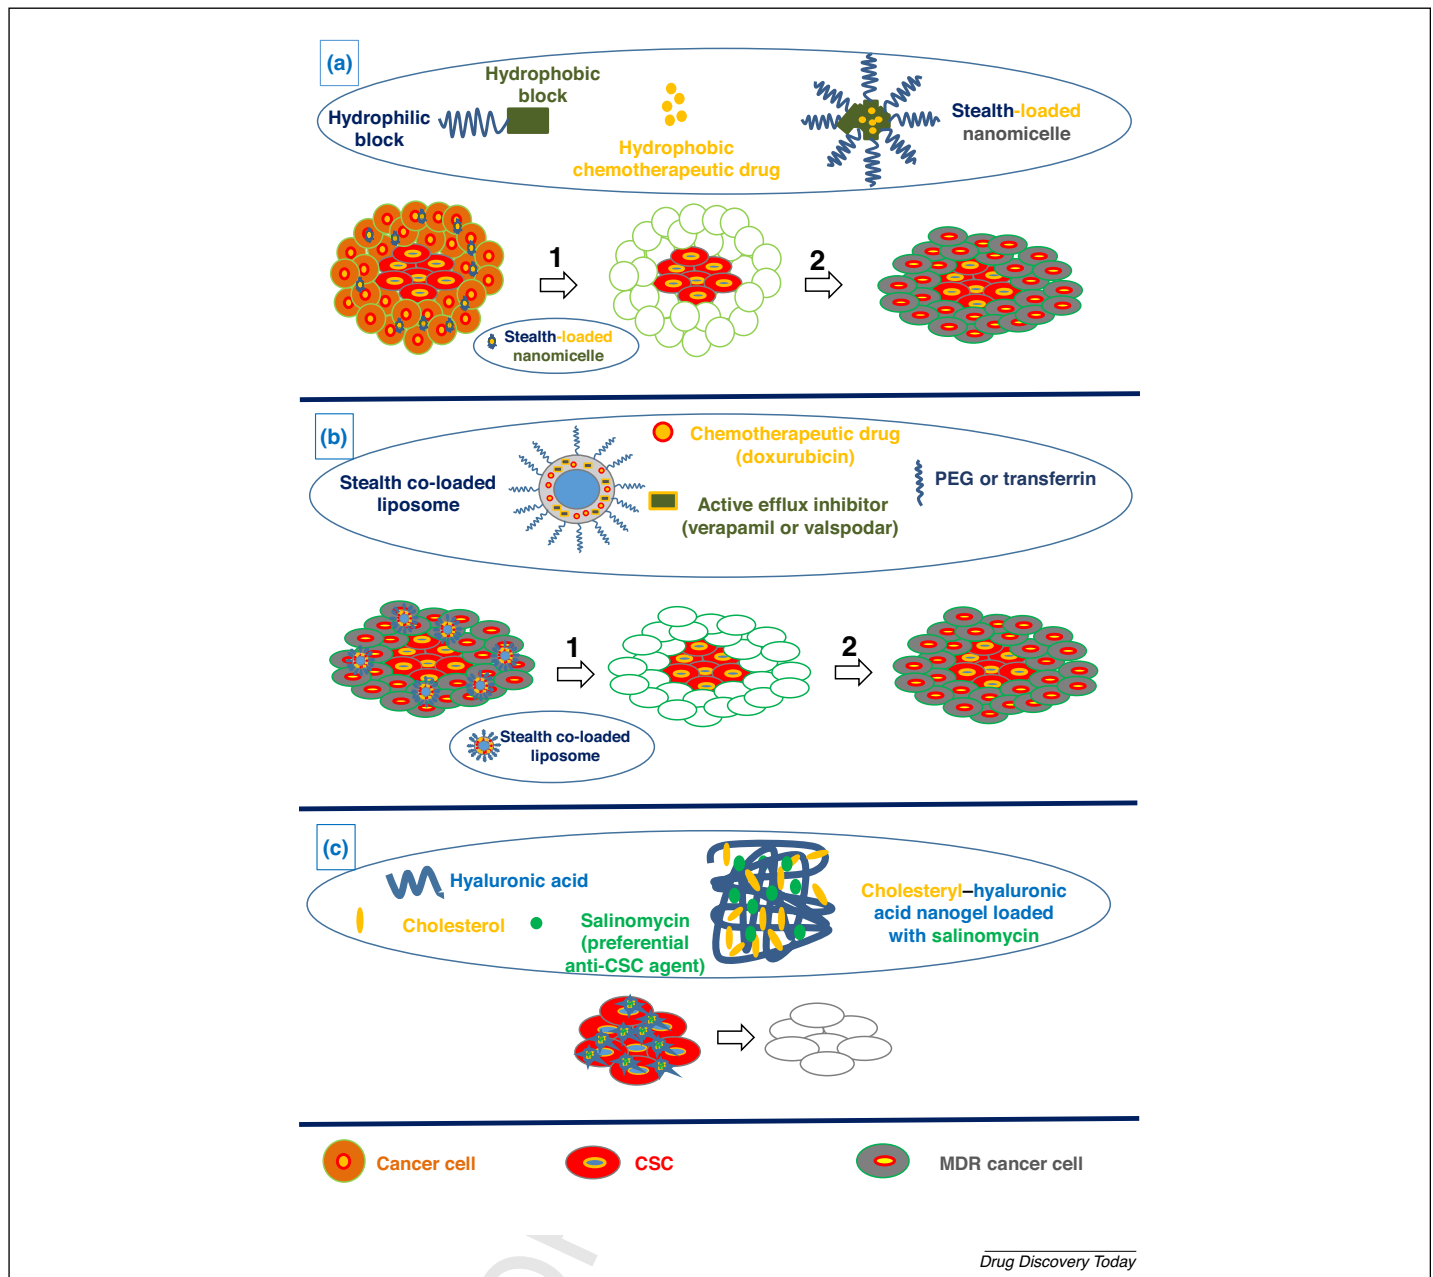 (a)
Hydrophilic
block
Hydrophobic
block
Hydrophobic
chemotherapeutic drug
Stealth-loaded
nanomicelle
1
2
Stealth-loaded
nanomicelle
(b)
Stealth co-loaded
liposome
Chemotherapeutic drug
(doxurubicin)
Active efflux inhibitor
(verapamil or valspodar)
PEG or transferrin
1
2
Stealth co-loaded
liposome
(c)
Hyaluronic acid
Cholesterol
Salinomycin
(preferential
anti-CSC agent)
Cholesteryl–hyaluronic
acid nanogel loaded
with salinomycin
Cancer cell
CSC
MDR cancer cell
Drug Discovery Today